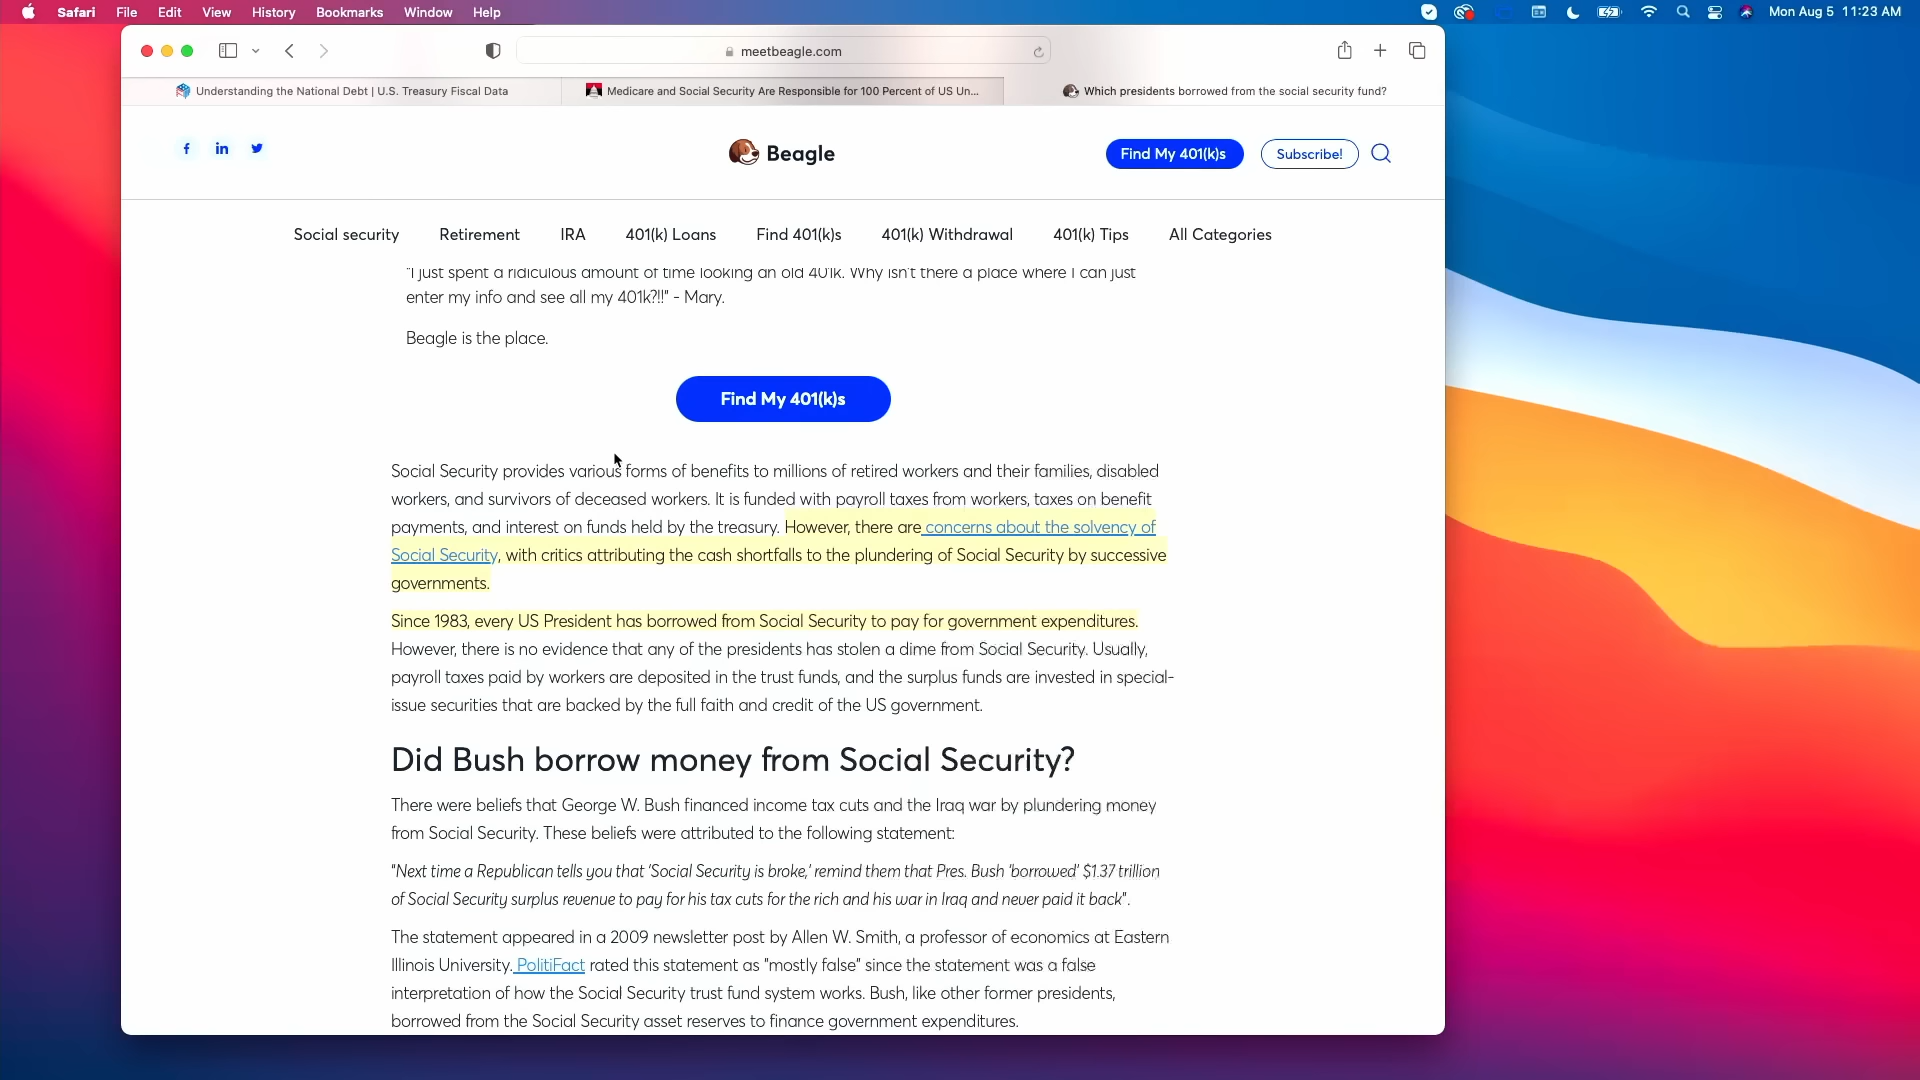 Safari File Edit View History Bookmarks Window Help
Mon Aug 5 11:23 AM
meetbeagle.com
Understanding the National Debt | U.S. Treasury Fiscal Data
Medicare and Social Security Are Responsible for 100 Percent of US Un...
Which presidents borrowed from the social security fund?
Beagle
Find My 401(k)s
Subscribe!
Social security Retirement IRA 401(k) Loans Find 401(k)s 401(k) Withdrawal 401(k) Tips All Categories
"I just spent a ridiculous amount of time looking an old 401k. Why isn't there a place where I can just
enter my info and see all my 401k?!!" - Mary.
Beagle is the place.
Find My 401(k)s
Social Security provides various forms of benefits to millions of retired workers and their families, disabled
workers, and survivors of deceased workers. It is funded with payroll taxes from workers, taxes on benefit
payments, and interest on funds held by the treasury. However, there are concerns about the solvency of
Social Security, with critics attributing the cash shortfalls to the plundering of Social Security by successive
governments.
Since 1983, every US President has borrowed from Social Security to pay for government expenditures.
However, there is no evidence that any of the presidents has stolen a dime from Social Security. Usually,
payroll taxes paid by workers are deposited in the trust funds, and the surplus funds are invested in special-
issue securities that are backed by the full faith and credit of the US government.
Did Bush borrow money from Social Security?
There were beliefs that George W. Bush financed income tax cuts and the Iraq war by plundering money
from Social Security. These beliefs were attributed to the following statement:
"Next time a Republican tells you that 'Social Security is broke,' remind them that Pres. Bush 'borrowed' $1.37 trillion
of Social Security surplus revenue to pay for his tax cuts for the rich and his war in Iraq and never paid it back".
The statement appeared in a 2009 newsletter post by Allen W. Smith, a professor of economics at Eastern
Illinois University. PolitiFact rated this statement as "mostly false" since the statement was a false
interpretation of how the Social Security trust fund system works. Bush, like other former presidents,
borrowed from the Social Security asset reserves to finance government expenditures.